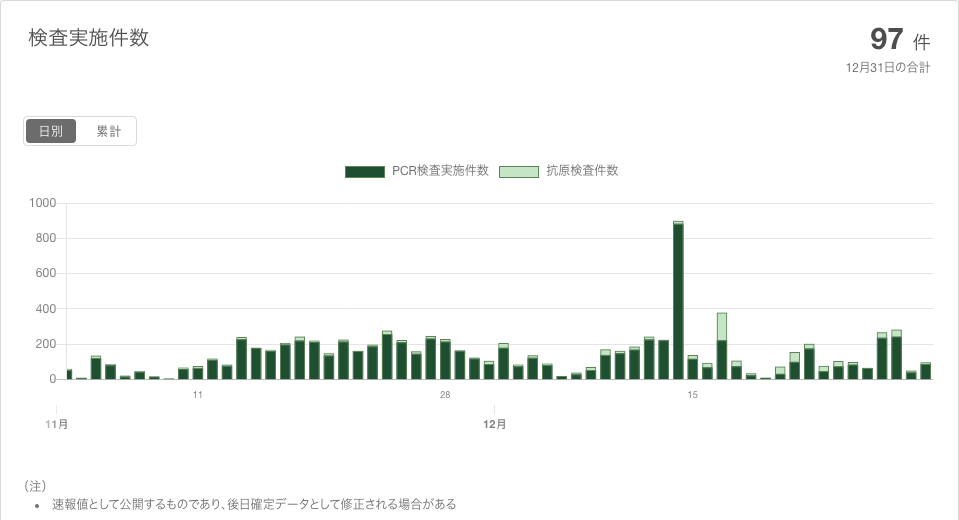 検査実施件数
97 件
12月31日の合計
日別 累計
PCR検査実施件数 抗原検査件数
1000
800
600
400
200
0
11 28 15
11月 12月
（注）
• 速報値として公開するものであり、後日確定データとして修正される場合がある